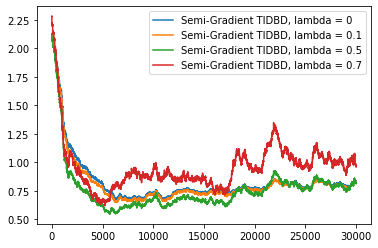 2.25
2.00
1.75
1.50
1.25
1.00
0.75
0.50
Semi-Gradient TIDBD, lambda = 0
Semi-Gradient TIDBD, lambda = 0.1
Semi-Gradient TIDBD, lambda = 0.5
Semi-Gradient TIDBD, lambda = 0.7
0 5000 10000 15000 20000 25000 30000